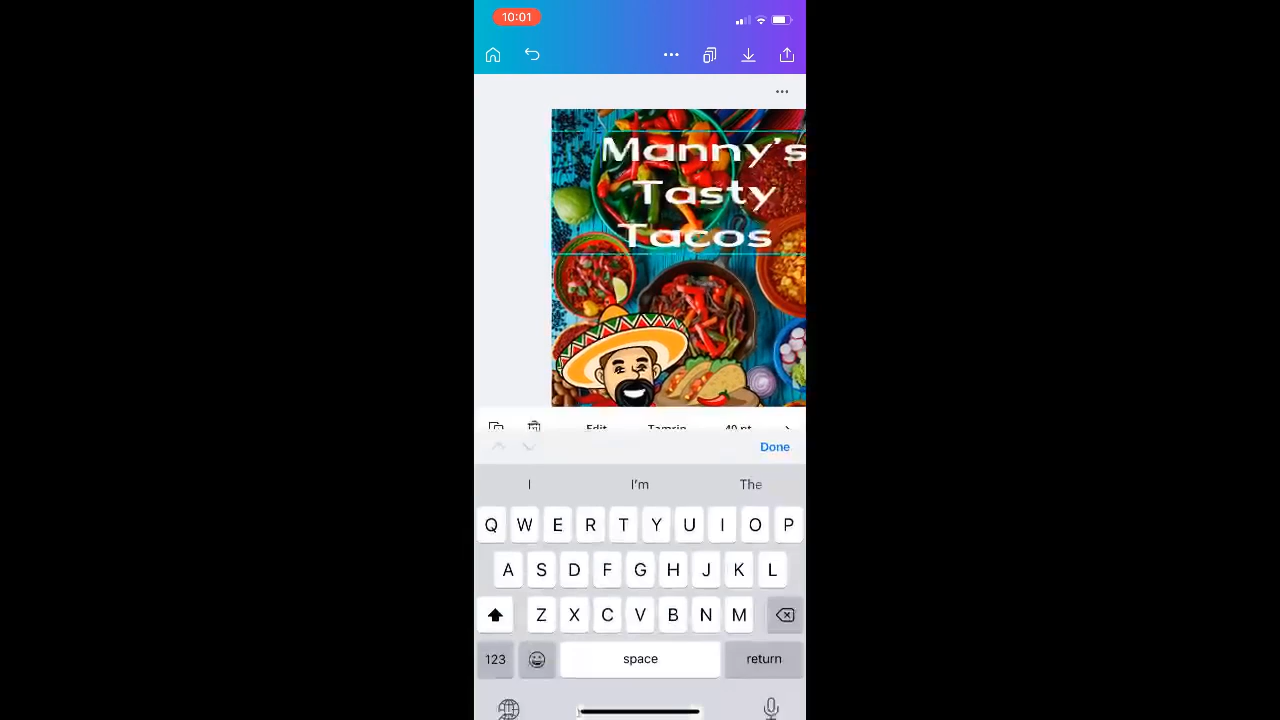 10:01
Manny's
Tasty
Tacos
Edit Tamrin 40 pt
Done
I I'm The
Q W E R T Y U I O P
A S D F G H J K L
Z X C V B N M
123 space return